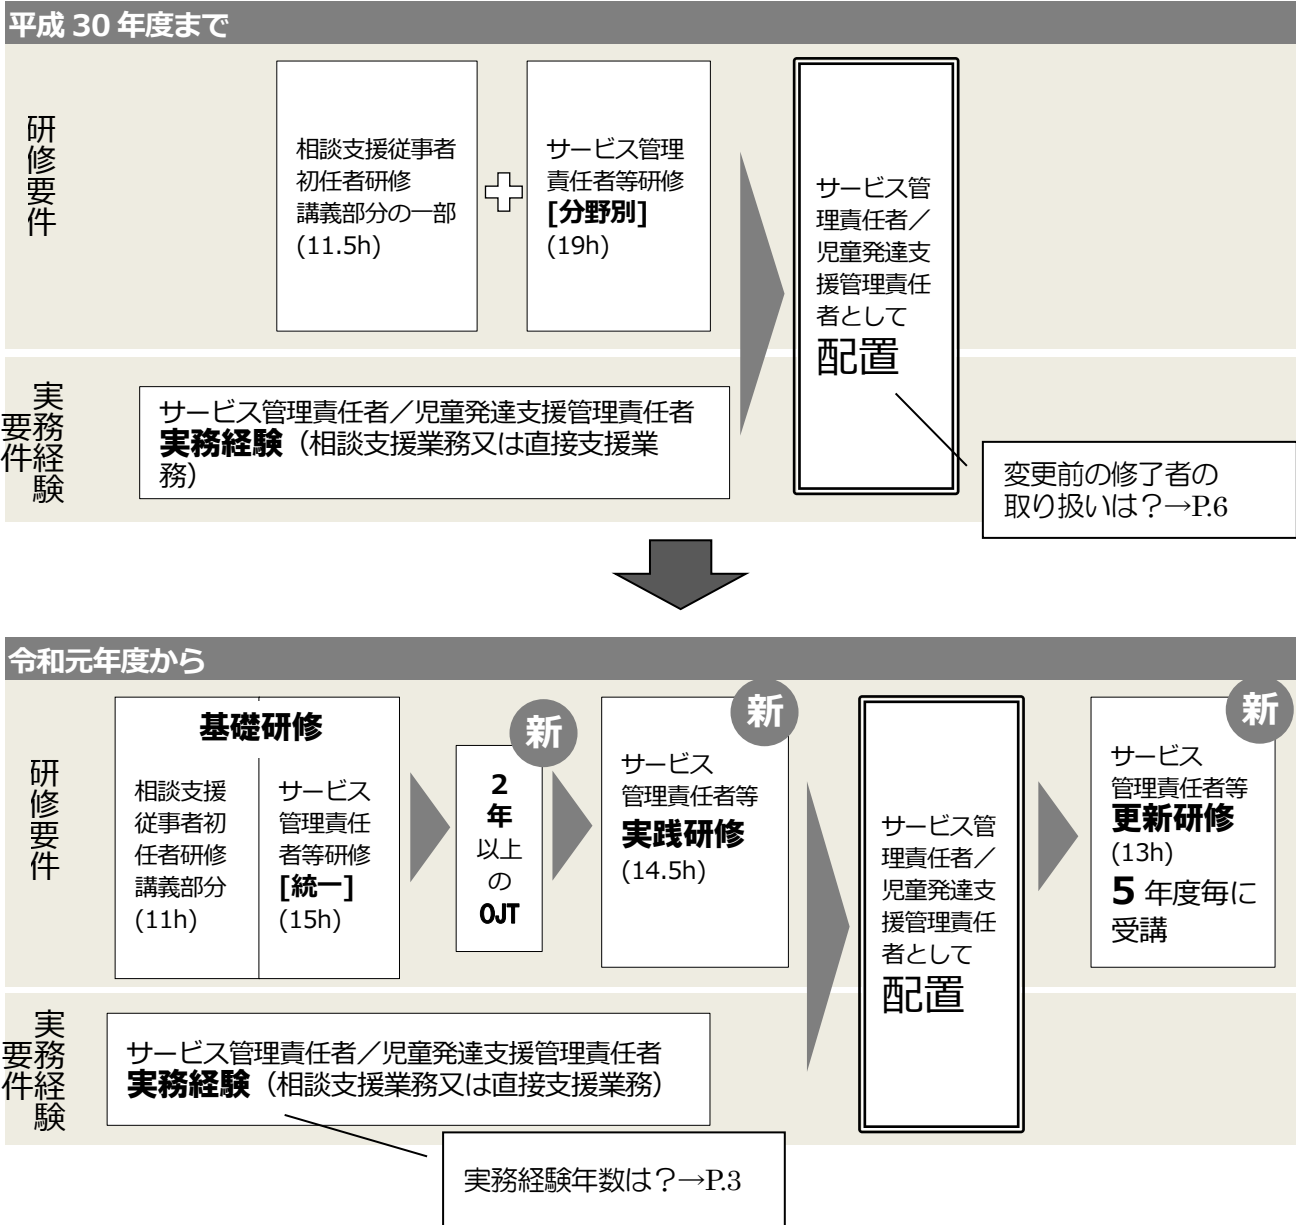 平成 30 年度まで
研修要件
相談支援従事者
初任者研修
講義部分の一部
(11.5h)
サービス管理
責任者等研修
[分野別]
(19h)
サービス管
理責任者／
児童発達支
援管理責任
者として
配置
実務経験
要件
サービス管理責任者／児童発達支援管理責任者
実務経験（相談支援業務又は直接支援業
務）
変更前の修了者の
取り扱いは？→P.6
令和元年度から
研修要件
基礎研修
相談支援
従事者初
任者研修
講義部分
(11h)
サービス
管理責任
者等研修
[統一]
(15h)
新
2
年
以上
の
OJT
新
サービス
管理責任者等
実践研修
(14.5h)
サービス管
理責任者／
児童発達支
援管理責任
者として
配置
新
サービス
管理責任者等
更新研修
(13h)
5 年度毎に
受講
実務経験
要件
サービス管理責任者／児童発達支援管理責任者
実務経験（相談支援業務又は直接支援業務）
実務経験年数は？→P.3